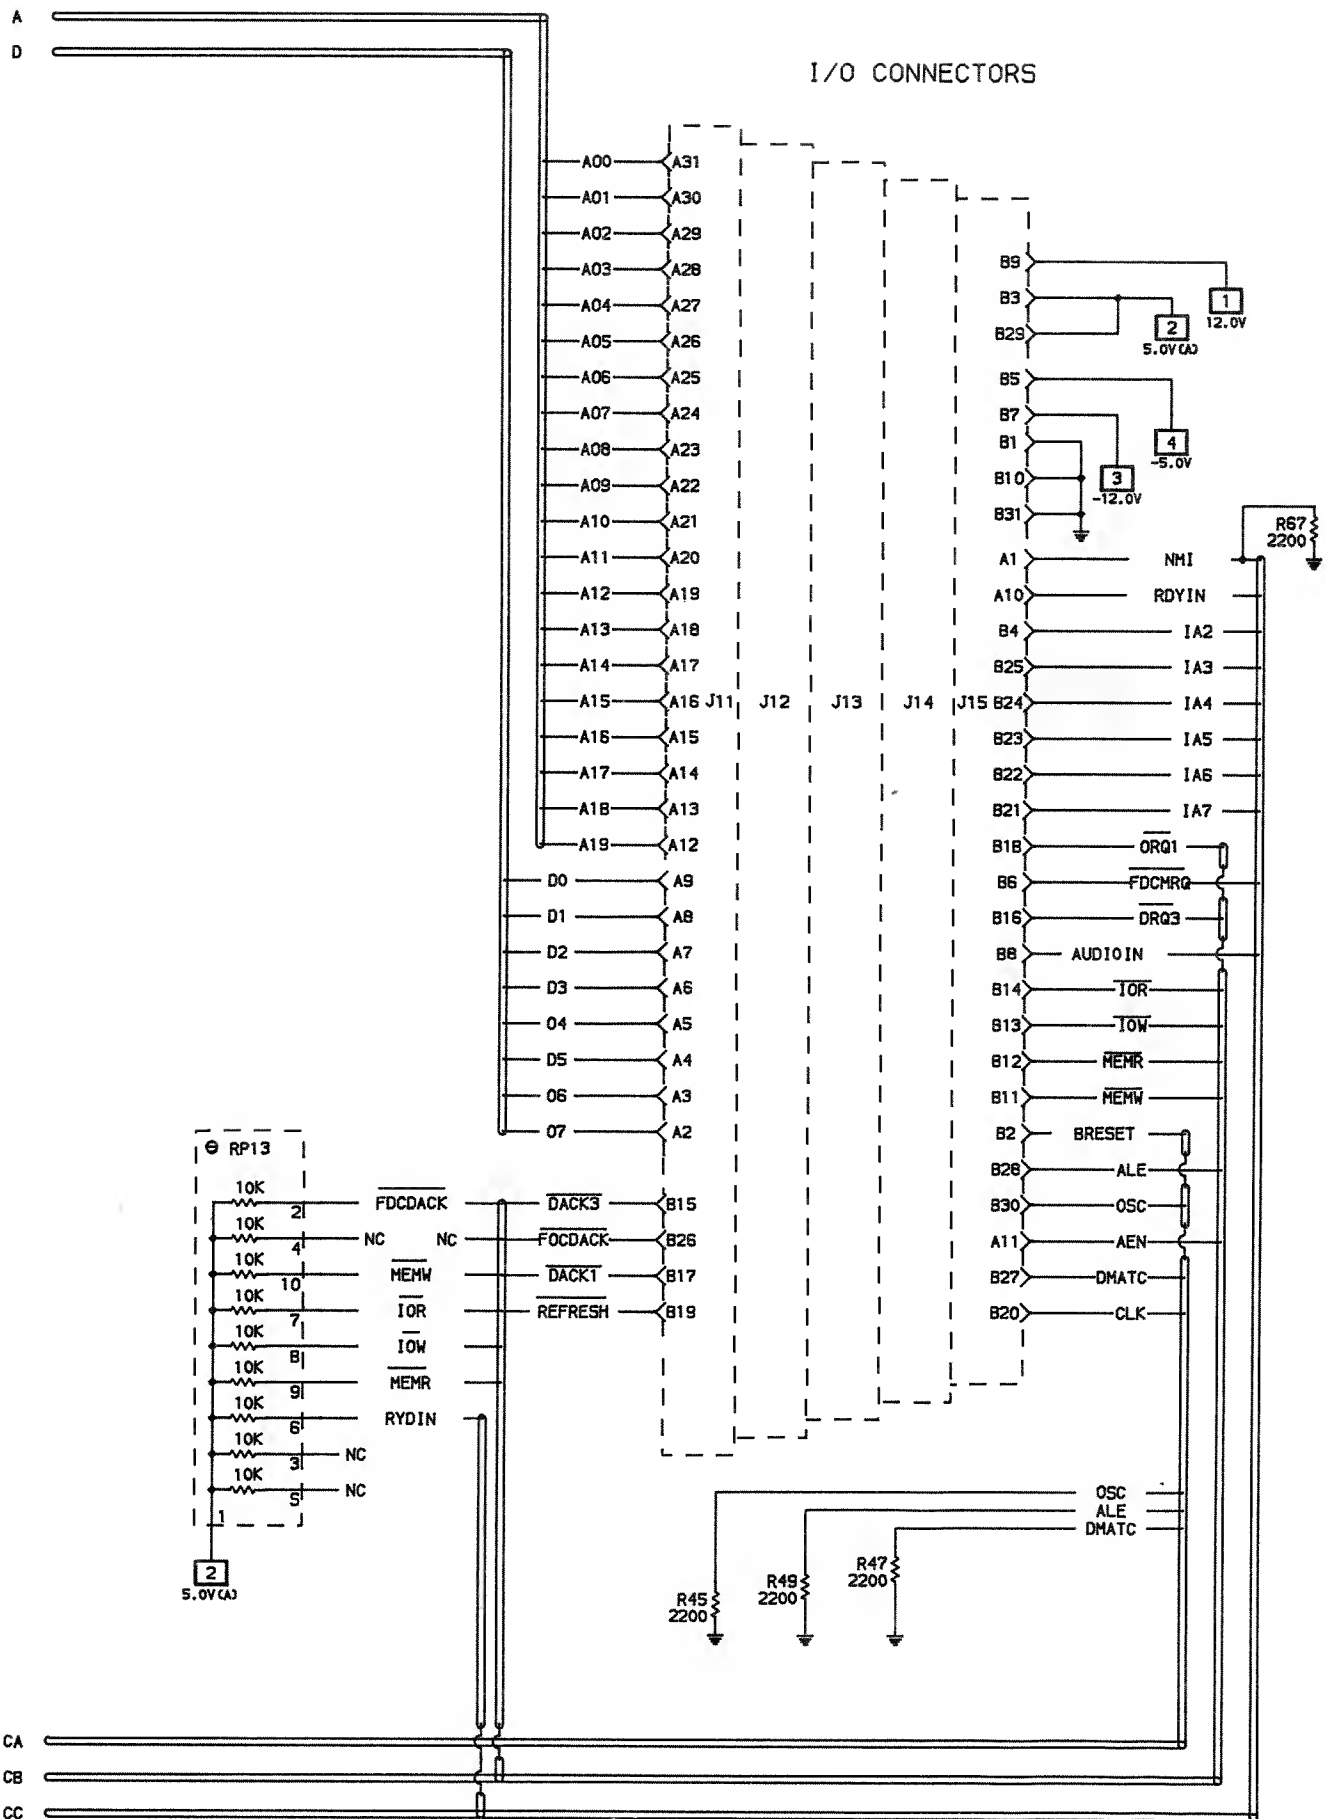 A
D
I/O CONNECTORS
A00 A31
A01 A30
A02 A29
A03 A28
A04 A27
A05 A26
A06 A25
A07 A24
A08 A23
A09 A22
A10 A21
A11 A20
A12 A19
A13 A18
A14 A17
A15 A16
A16 A15
A17 A14
A18 A13
A19 A12
D0 A9
D1 A8
D2 A7
D3 A6
04 A5
D5 A4
06 A3
07 A2
J11 J12 J13 J14 J15
B9
1
12.0V
B3
B29
2
5.0V(A)
B5
4
-5.0V
B7
3
-12.0V
B1
B10
B31
R67
2200
A1 NMI
A10 RDYIN
B4 IA2
B25 IA3
B24 IA4
B23 IA5
B22 IA6
B21 IA7
B18 ORQ1
B6 FDCMRQ
B16 DRQ3
B8 AUDIOIN
B14 IOR
B13 IOW
B12 MEMR
B11 MEMW
B2 BRESET
B28 ALE
B30 OSC
A11 AEN
B27 DMATC
B20 CLK
RP13
10K 2 FDCDACK DACK3 B15
10K 4 NC NC FOCDACK B26
10K 10 MEMW DACK1 B17
10K 7 IOR REFRESH B19
10K 8 IOW
10K 9 MEMR
10K 6 RYDIN
10K 3 NC
10K 5 NC
1
2
5.0V(A)
OSC
ALE
DMATC
R45
2200
R49
2200
R47
2200
CA
CB
CC